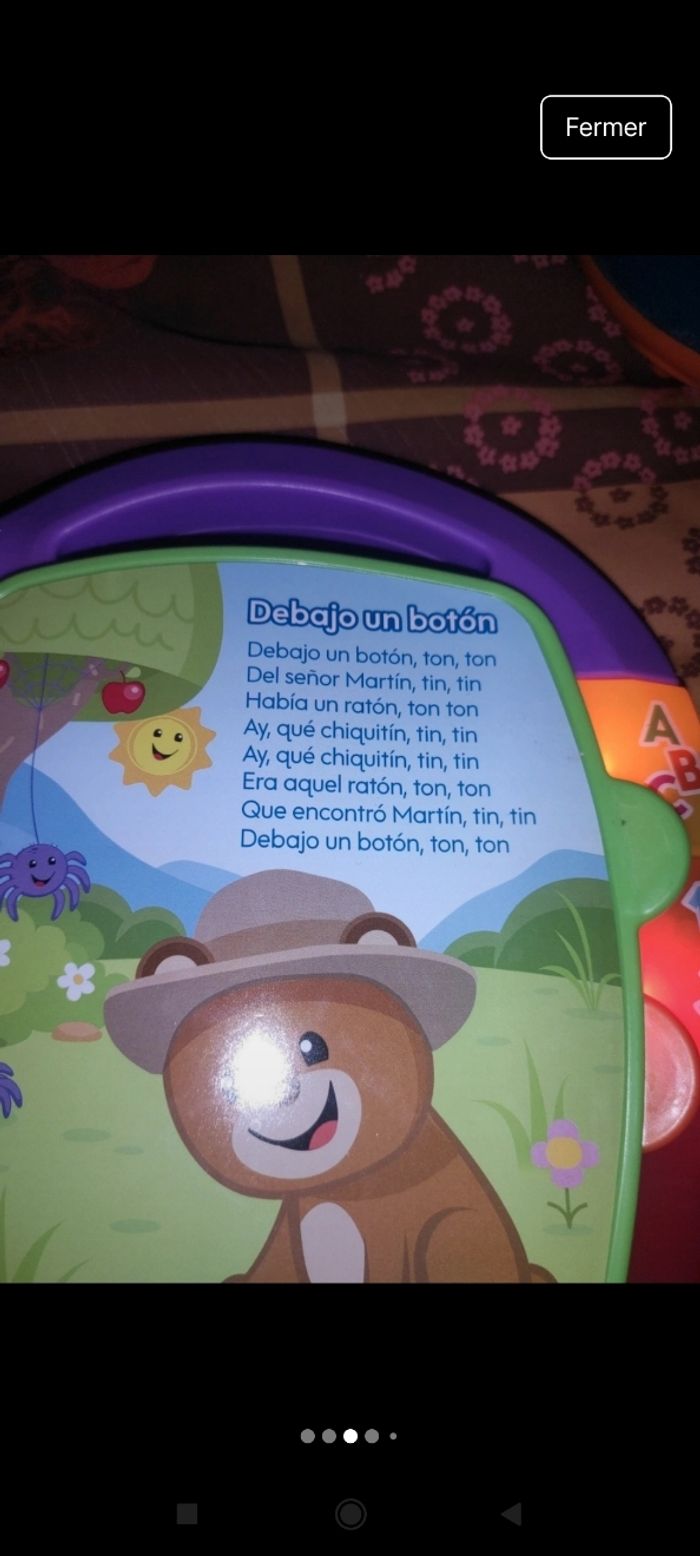 Fermer
Debajo un botón
Debajo un botón, ton, ton
Del señor Martín, tin, tin
Había un ratón, ton ton
Ay, qué chiquitín, tin, tin
Ay, qué chiquitín, tin, tin
Era aquel ratón, ton, ton
Que encontró Martín, tin, tin
Debajo un botón, ton, ton
A
B
C